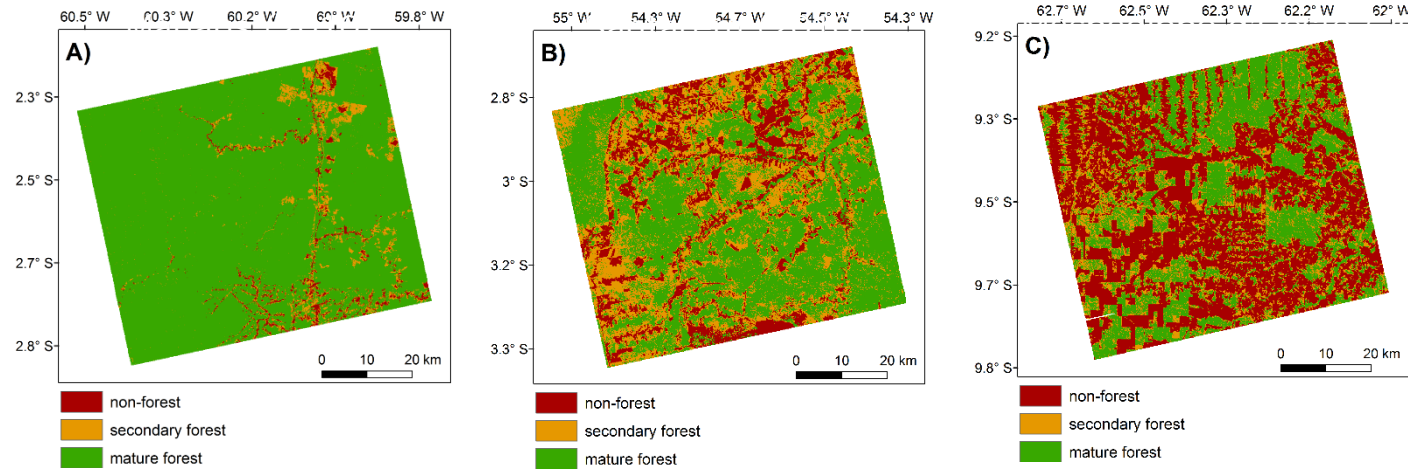 60.5° W 60.3° W 60.2° W 60° W 59.8° W
A)
2.3° S
2.5° S
2.7° S
2.8° S
0 10 20 km
non-forest
secondary forest
mature forest
55° W 54.8° W 54.7° W 54.5° W 54.3° W
B)
2.8° S
3° S
3.2° S
3.3° S
0 10 20 km
non-forest
secondary forest
mature forest
62.7° W 62.5° W 62.3° W 62.2° W 62° W
C)
9.2° S
9.3° S
9.5° S
9.7° S
9.8° S
0 10 20 km
non-forest
secondary forest
mature forest